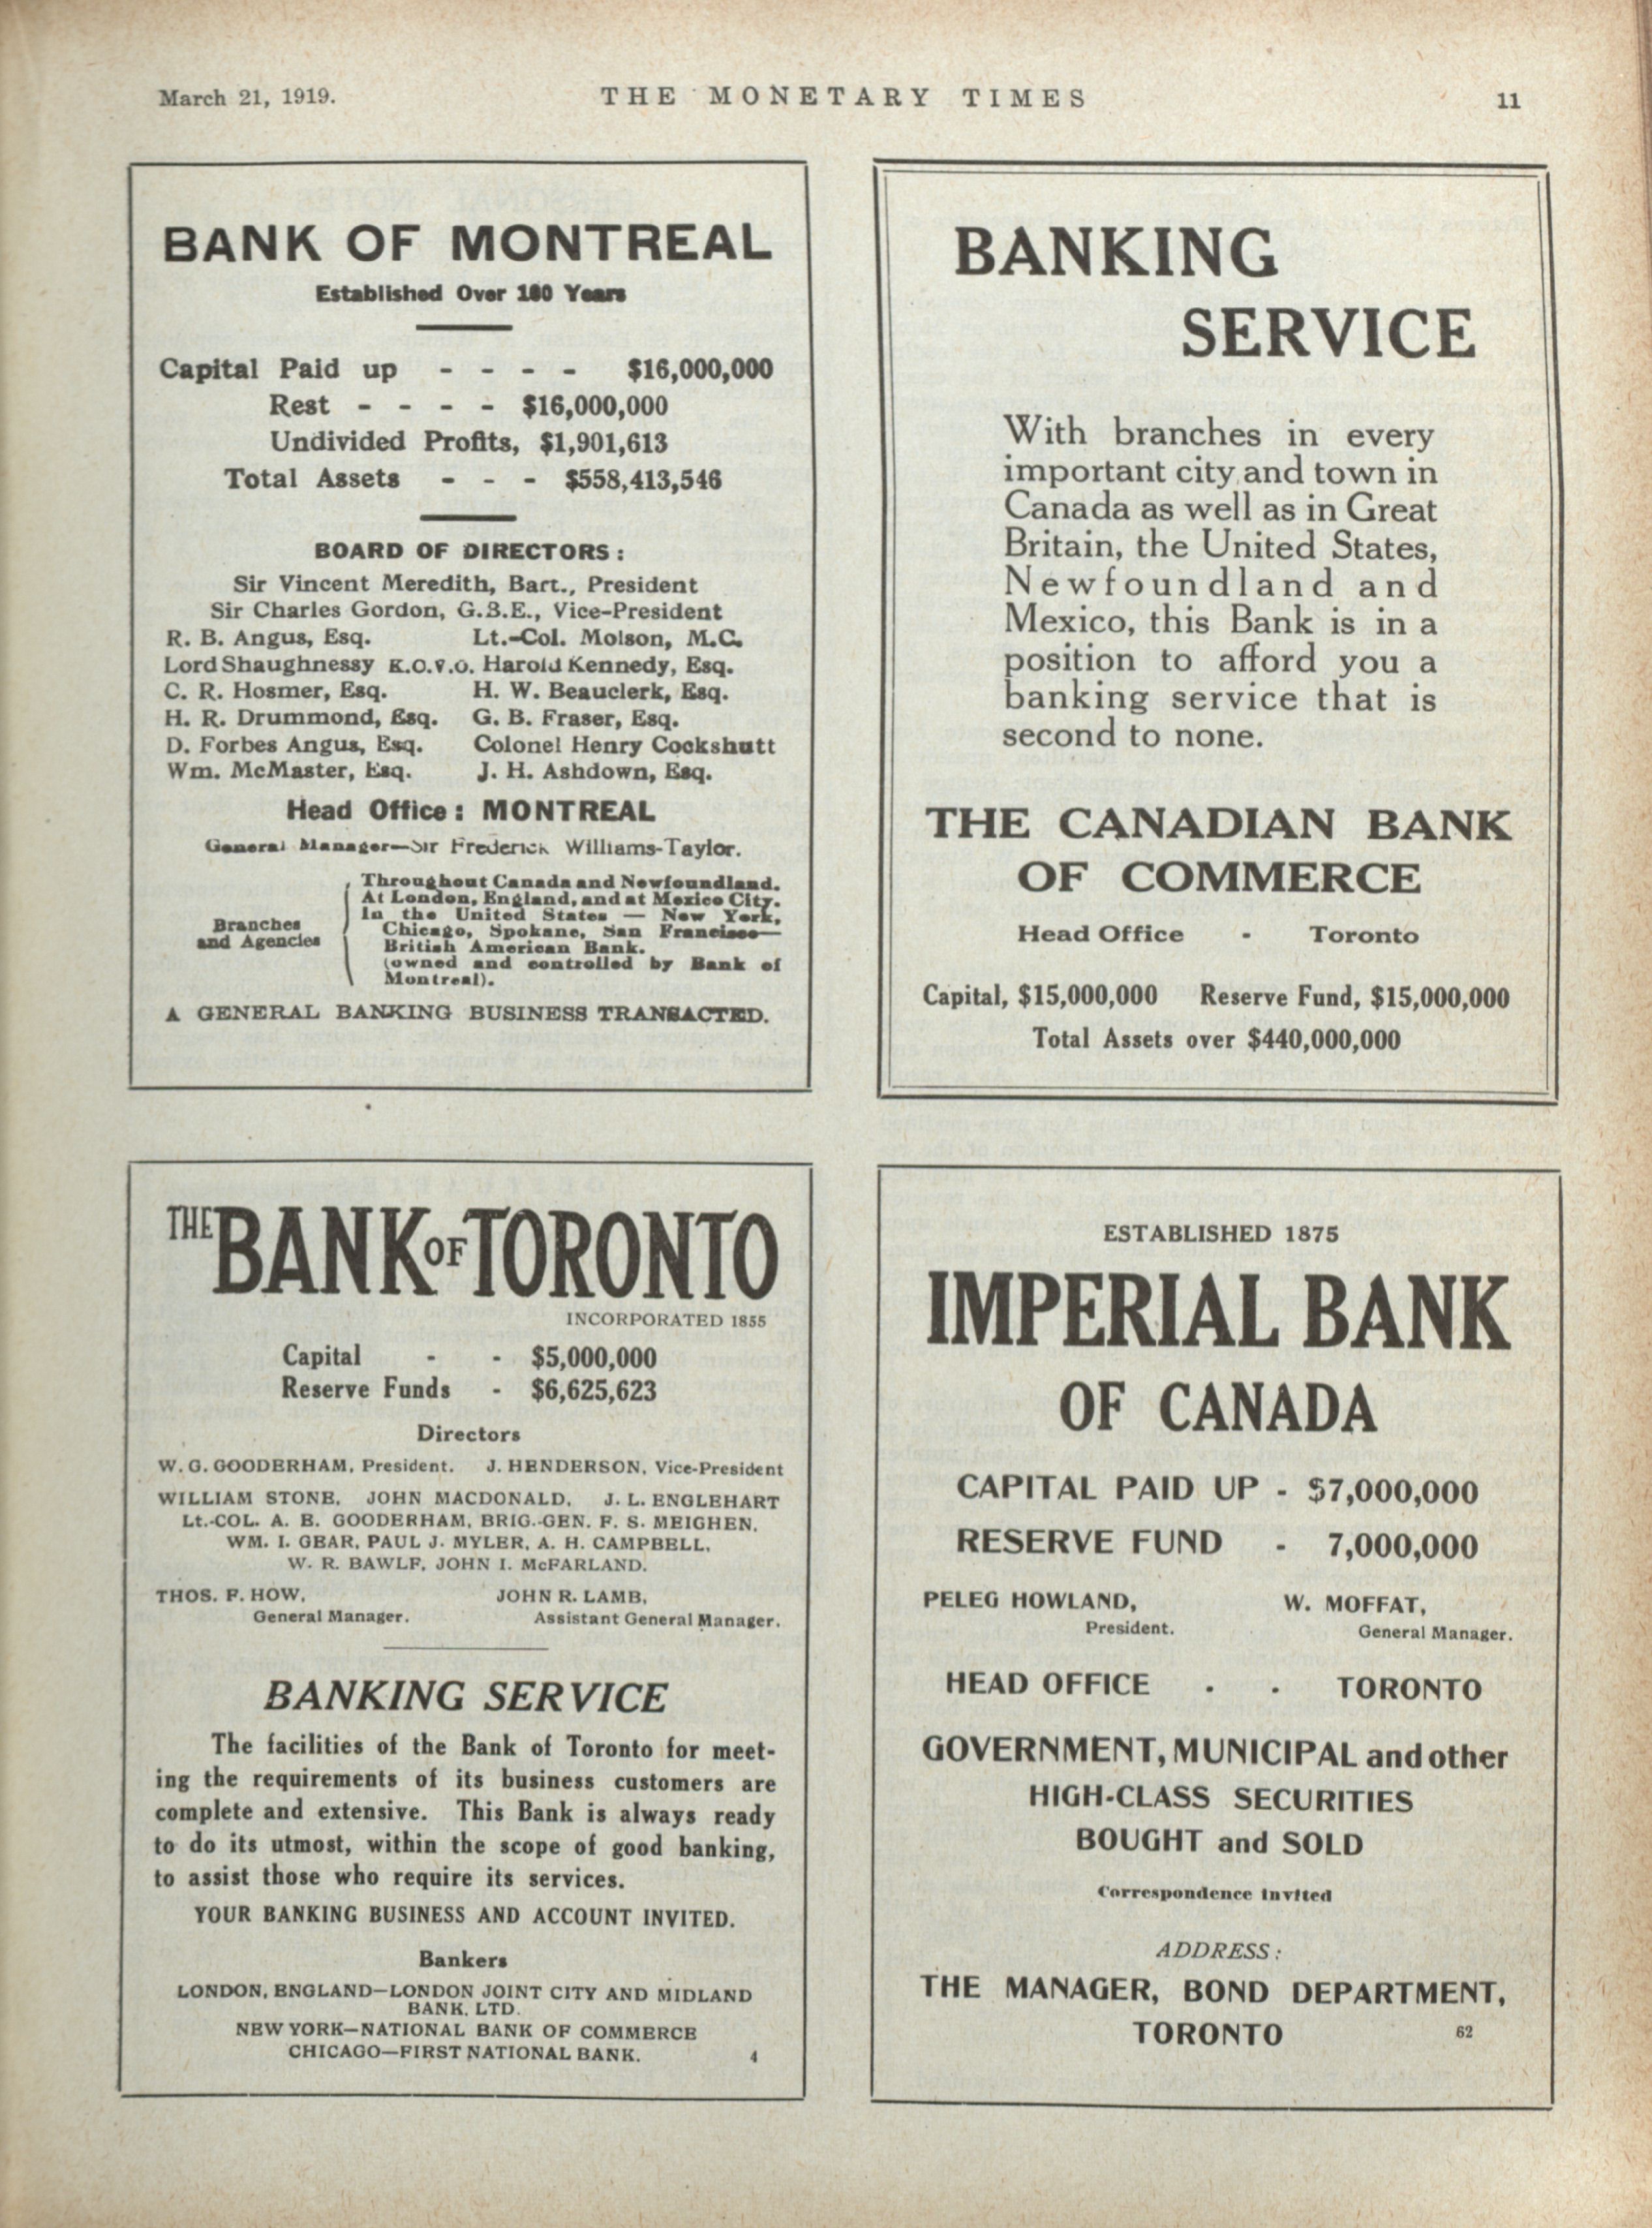 March 21, 1919.
THE MONETARY TIMES
11
BANK OF MONTREAL
Established Over 100 Years
Capital Paid up - - - - $16,000,000
Rest - - - - $16,000,000
Undivided Profits, $1,901,613
Total Assets - - - $558,413,546
BOARD OF DIRECTORS:
Sir Vincent Meredith, Bart., President
Sir Charles Gordon, G.B.E., Vice-President
R. B. Angus, Esq. Lt.-Col. Molson, M.C.
Lord Shaughnessy K.C.V.O. Harold Kennedy, Esq.
C. R. Hosmer, Esq. H. W. Beauclerk, Esq.
H. R. Drummond, Esq. G. B. Fraser, Esq.
D. Forbes Angus, Esq. Colonel Henry Cockshutt
Wm. McMaster, Esq. J. H. Ashdown, Esq.
Head Office: MONTREAL
General Manager—Sir Frederick Williams-Taylor.
Branches and Agencies
Throughout Canada and Newfoundland.
At London, England, and at Mexico City.
In the United States — New York,
Chicago, Spokane, San Francisco—
British American Bank.
(owned and controlled by Bank of
Montreal).
A GENERAL BANKING BUSINESS TRANSACTED.
BANKING
SERVICE
With branches in every
important city and town in
Canada as well as in Great
Britain, the United States,
Newfoundland and
Mexico, this Bank is in a
position to afford you a
banking service that is
second to none.
THE CANADIAN BANK
OF COMMERCE
Head Office - Toronto
Capital, $15,000,000 Reserve Fund, $15,000,000
Total Assets over $440,000,000
THE BANK OF TORONTO
INCORPORATED 1855
Capital - - $5,000,000
Reserve Funds - $6,625,623
Directors
W. G. GOODERHAM, President. J. HENDERSON, Vice-President
WILLIAM STONE, JOHN MACDONALD, J. L. ENGLEHART
Lt.-COL. A. E. GOODERHAM, BRIG.-GEN. F. S. MEIGHEN,
WM. I. GEAR, PAUL J. MYLER, A. H. CAMPBELL,
W. R. BAWLF, JOHN I. McFARLAND.
THOS. F. HOW, JOHN R. LAMB,
General Manager. Assistant General Manager.
BANKING SERVICE
The facilities of the Bank of Toronto for meet-
ing the requirements of its business customers are
complete and extensive. This Bank is always ready
to do its utmost, within the scope of good banking,
to assist those who require its services.
YOUR BANKING BUSINESS AND ACCOUNT INVITED.
Bankers
LONDON, ENGLAND—LONDON JOINT CITY AND MIDLAND
BANK, LTD.
NEW YORK—NATIONAL BANK OF COMMERCE
CHICAGO—FIRST NATIONAL BANK. 4
ESTABLISHED 1875
IMPERIAL BANK
OF CANADA
CAPITAL PAID UP - $7,000,000
RESERVE FUND - 7,000,000
PELEG HOWLAND, W. MOFFAT,
President. General Manager.
HEAD OFFICE - - TORONTO
GOVERNMENT, MUNICIPAL and other
HIGH-CLASS SECURITIES
BOUGHT and SOLD
Correspondence Invited
ADDRESS:
THE MANAGER, BOND DEPARTMENT,
TORONTO 62